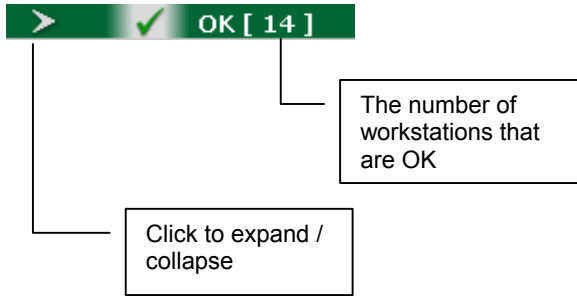 OK [ 14 ]
The number of
workstations that
are OK
Click to expand /
collapse